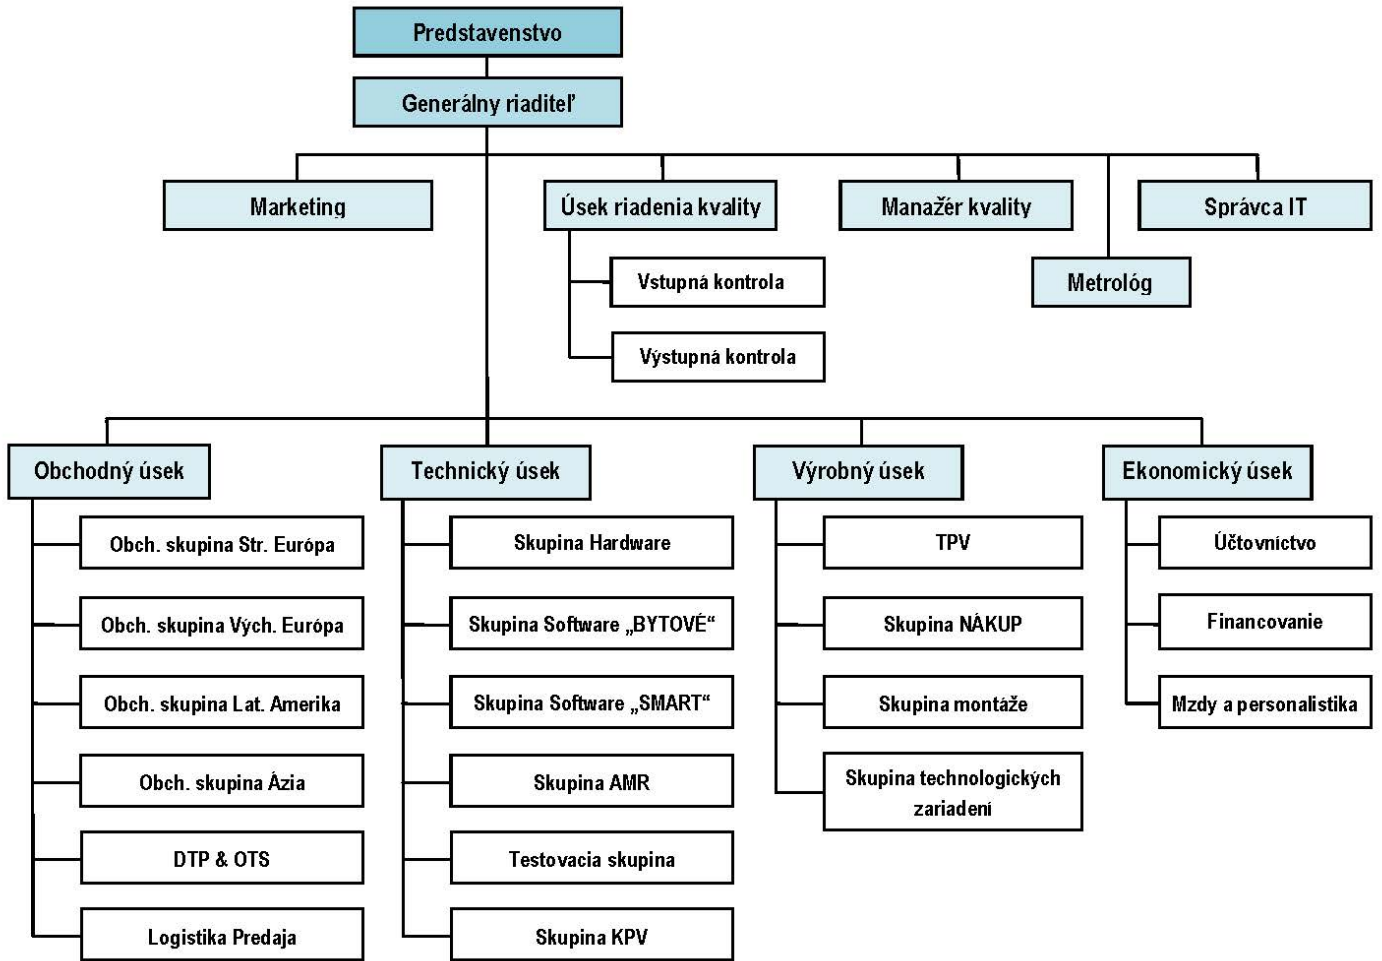 Predstavenstvo
Generálny riaditeľ
Marketing
Úsek riadenia kvality
Manažér kvality
Správca IT
Vstupná kontrola
Metrológ
Výstupná kontrola
Obchodný úsek
Technický úsek
Výrobný úsek
Ekonomický úsek
Obch. skupina Str. Európa
Obch. skupina Vých. Európa
Obch. skupina Lat. Amerika
Obch. skupina Ázia
DTP & OTS
Logistika Predaja
Skupina Hardware
Skupina Software „BYTOVÉ“
Skupina Software „SMART“
Skupina AMR
Testovacia skupina
Skupina KPV
TPV
Skupina NÁKUP
Skupina montáže
Skupina technologických
zariadení
Účtovníctvo
Financovanie
Mzdy a personalistika